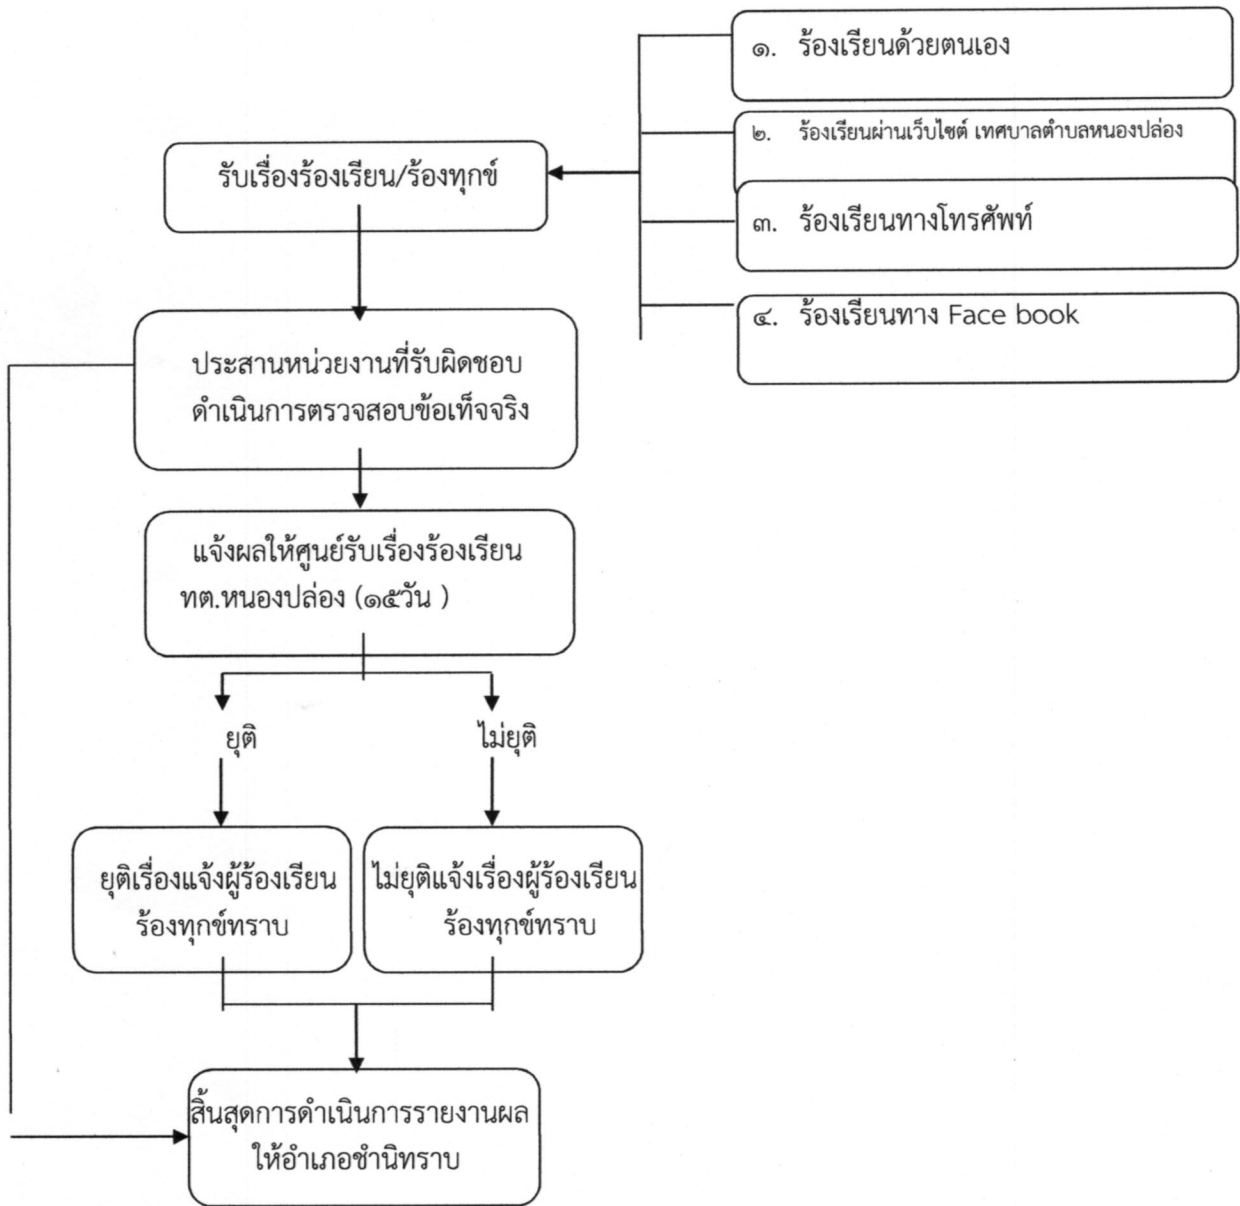 ๑. ร้องเรียนด้วยตนเอง
๒. ร้องเรียนผ่านเว็บไซต์ เทศบาลตำบลหนองปล่อง
รับเรื่องร้องเรียน/ร้องทุกข์
๓. ร้องเรียนทางโทรศัพท์
๔. ร้องเรียนทาง Face book
ประสานหน่วยงานที่รับผิดชอบ
ดำเนินการตรวจสอบข้อเท็จจริง
แจ้งผลให้ศูนย์รับเรื่องร้องเรียน
ทต.หนองปล่อง (๑๕วัน )
ยุติ
ไม่ยุติ
ยุติเรื่องแจ้งผู้ร้องเรียน
ร้องทุกข์ทราบ
ไม่ยุติแจ้งเรื่องผู้ร้องเรียน
ร้องทุกข์ทราบ
สิ้นสุดการดำเนินการรายงานผล
ให้อำเภอชำนิทราบ